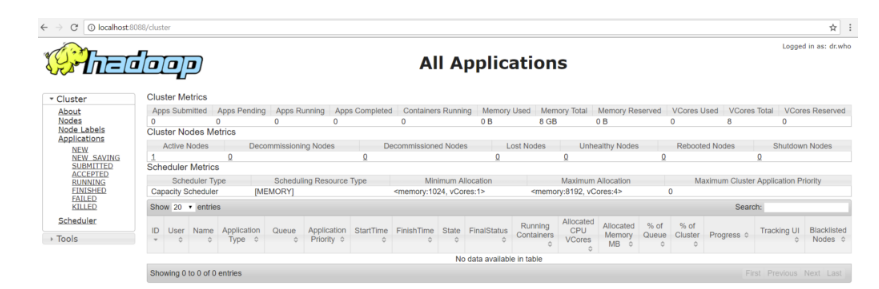 localhost:8088/cluster
Logged in as: dr.who
hadoop
All Applications
Cluster
About
Nodes
Node Labels
Applications
NEW
NEW_SAVING
SUBMITTED
ACCEPTED
RUNNING
FINISHED
FAILED
KILLED
Scheduler
Tools
Cluster Metrics
Apps Submitted Apps Pending Apps Running Apps Completed Containers Running Memory Used Memory Total Memory Reserved VCores Used VCores Total VCores Reserved
0 0 0 0 0 0 B 8 GB 0 B 0 8 0
Cluster Nodes Metrics
Active Nodes Decommissioning Nodes Decommissioned Nodes Lost Nodes Unhealthy Nodes Rebooted Nodes Shutdown Nodes
1 0 0 0 0 0 0
Scheduler Metrics
Scheduler Type Scheduling Resource Type Minimum Allocation Maximum Allocation Maximum Cluster Application Priority
Capacity Scheduler [MEMORY] <memory:1024, vCores:1> <memory:8192, vCores:4> 0
Show 20 entries Search:
ID User Name Application Type Queue Application Priority StartTime FinishTime State FinalStatus Running Containers Allocated CPU VCores Allocated Memory MB % of Queue % of Cluster Progress Tracking UI Blacklisted Nodes
No data available in table
Showing 0 to 0 of 0 entries First Previous Next Last